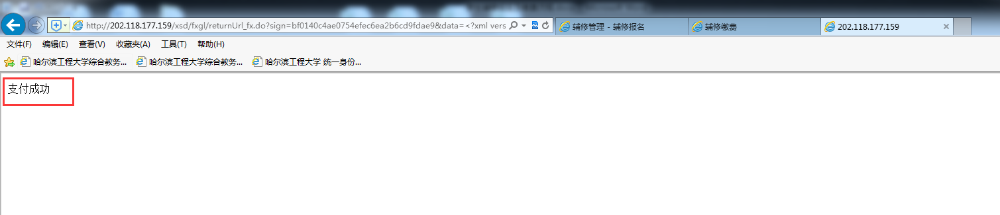 http://202.118.177.159/xsd/fxgl/returnUrl_fx.do?sign=bf0140c4ae0754efec6ea2b6cd9fdae9&data=<?xml vers
辅修管理 - 辅修报名
辅修缴费
202.118.177.159
文件(F) 编辑(E) 查看(V) 收藏夹(A) 工具(T) 帮助(H)
哈尔滨工程大学综合教务... 哈尔滨工程大学综合教务... 哈尔滨工程大学 统一身份...
支付成功